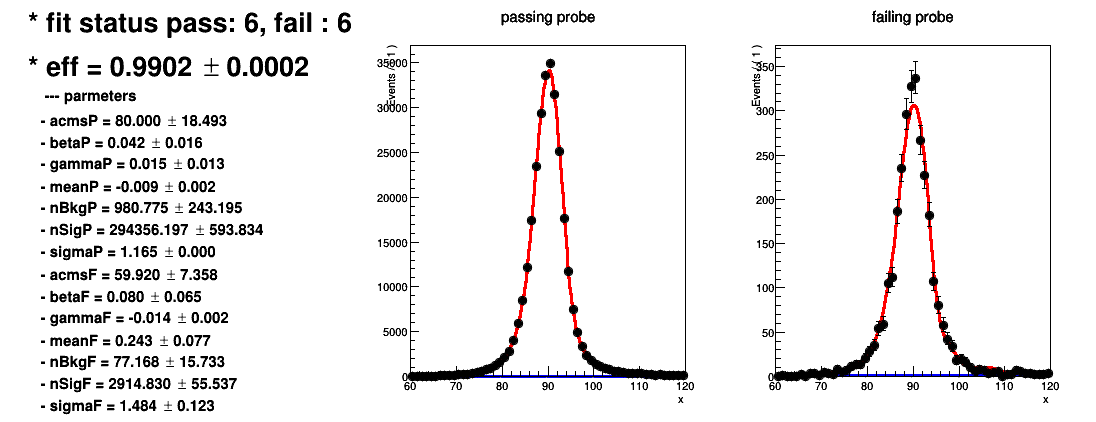 * fit status pass: 6, fail : 6
* eff = 0.9902 ± 0.0002
--- parmeters
- acmsP = 80.000 ± 18.493
- betaP = 0.042 ± 0.016
- gammaP = 0.015 ± 0.013
- meanP = -0.009 ± 0.002
- nBkgP = 980.775 ± 243.195
- nSigP = 294356.197 ± 593.834
- sigmaP = 1.165 ± 0.000
- acmsF = 59.920 ± 7.358
- betaF = 0.080 ± 0.065
- gammaF = -0.014 ± 0.002
- meanF = 0.243 ± 0.077
- nBkgF = 77.168 ± 15.733
- nSigF = 2914.830 ± 55.537
- sigmaF = 1.484 ± 0.123
passing probe
Events / ( 1 )
35000
30000
25000
20000
15000
10000
5000
0
60 70 80 90 100 110 120
x
failing probe
Events / ( 1 )
350
300
250
200
150
100
50
0
60 70 80 90 100 110 120
x